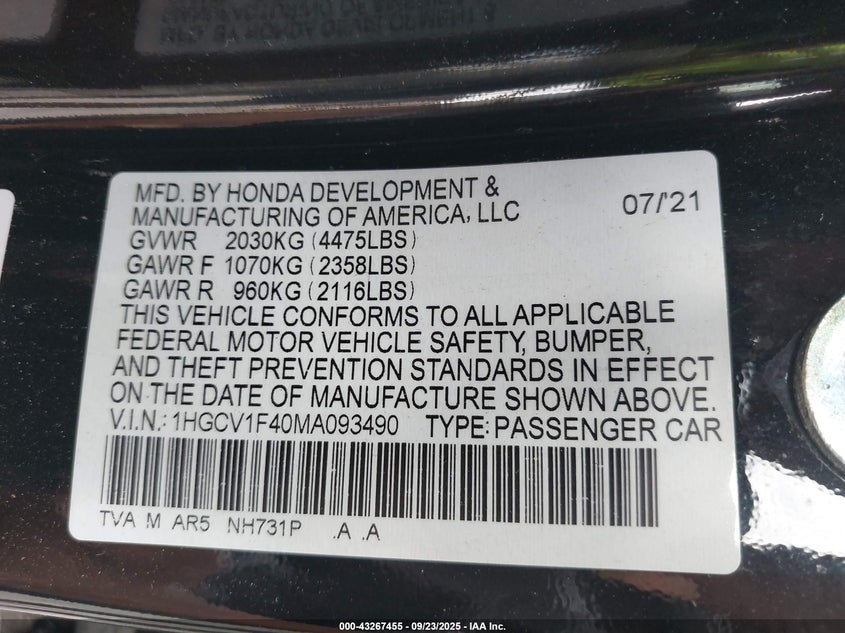 MFD. BY HONDA DEVELOPMENT &
MANUFACTURING OF AMERICA, LLC 07/'21
GVWR 2030KG (4475LBS)
GAWR F 1070KG (2358LBS)
GAWR R 960KG (2116LBS)
THIS VEHICLE CONFORMS TO ALL APPLICABLE
FEDERAL MOTOR VEHICLE SAFETY, BUMPER,
AND THEFT PREVENTION STANDARDS IN EFFECT
ON THE DATE OF MANUFACTURE SHOWN ABOVE.
V.I.N.: 1HGCV1F40MA093490 TYPE: PASSENGER CAR
TVA M AR5 NH731P .A .A
000-43267455 - 09/23/2025 - IAA Inc.